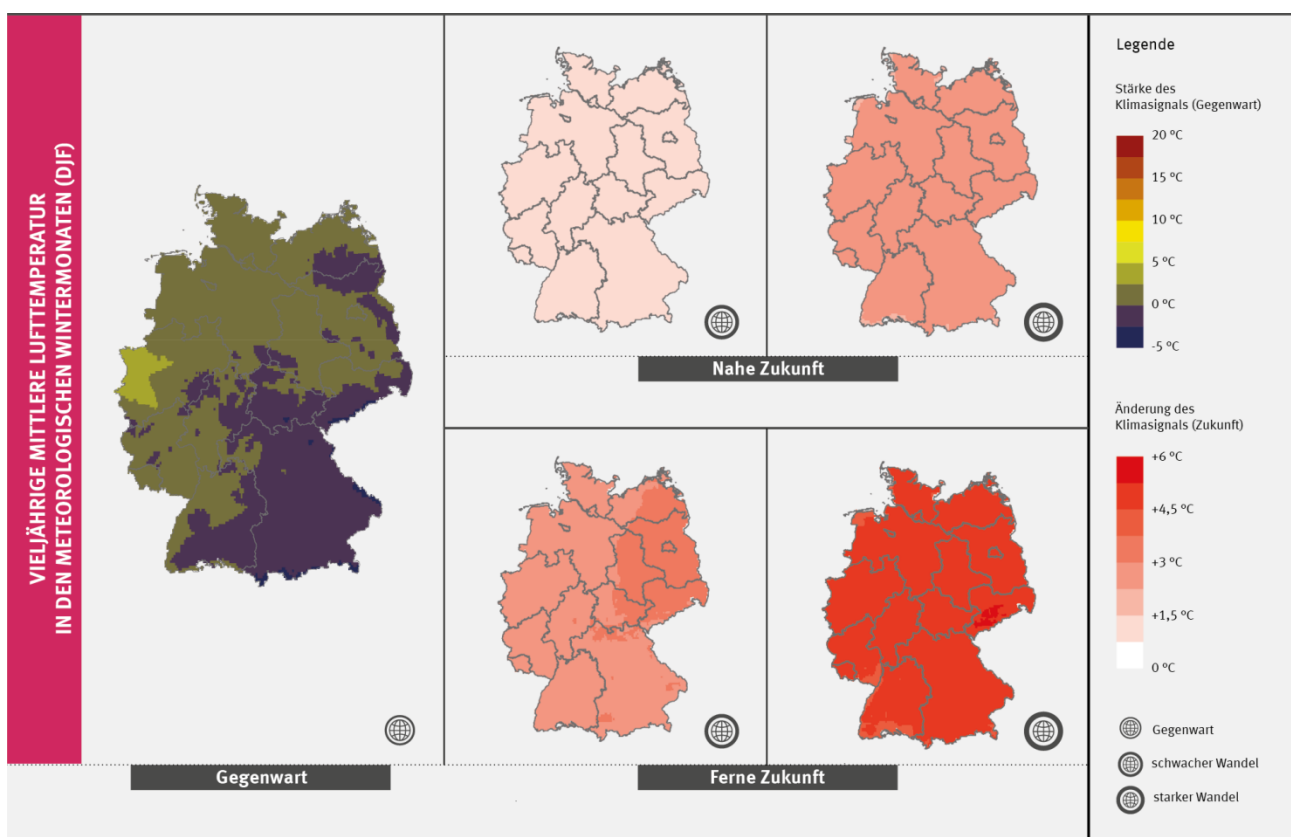 VIELJÄHRIGE MITTLERE LUFTTEMPERATUR
IN DEN METEOROLOGISCHEN WINTERMONATEN (DJF)
Gegenwart
Nahe Zukunft
Ferne Zukunft
Legende
Stärke des
Klimasignals (Gegenwart)
20 °C
15 °C
10 °C
5 °C
0 °C
-5 °C
Änderung des
Klimasignals (Zukunft)
+6 °C
+4,5 °C
+3 °C
+1,5 °C
0 °C
Gegenwart
schwacher Wandel
starker Wandel